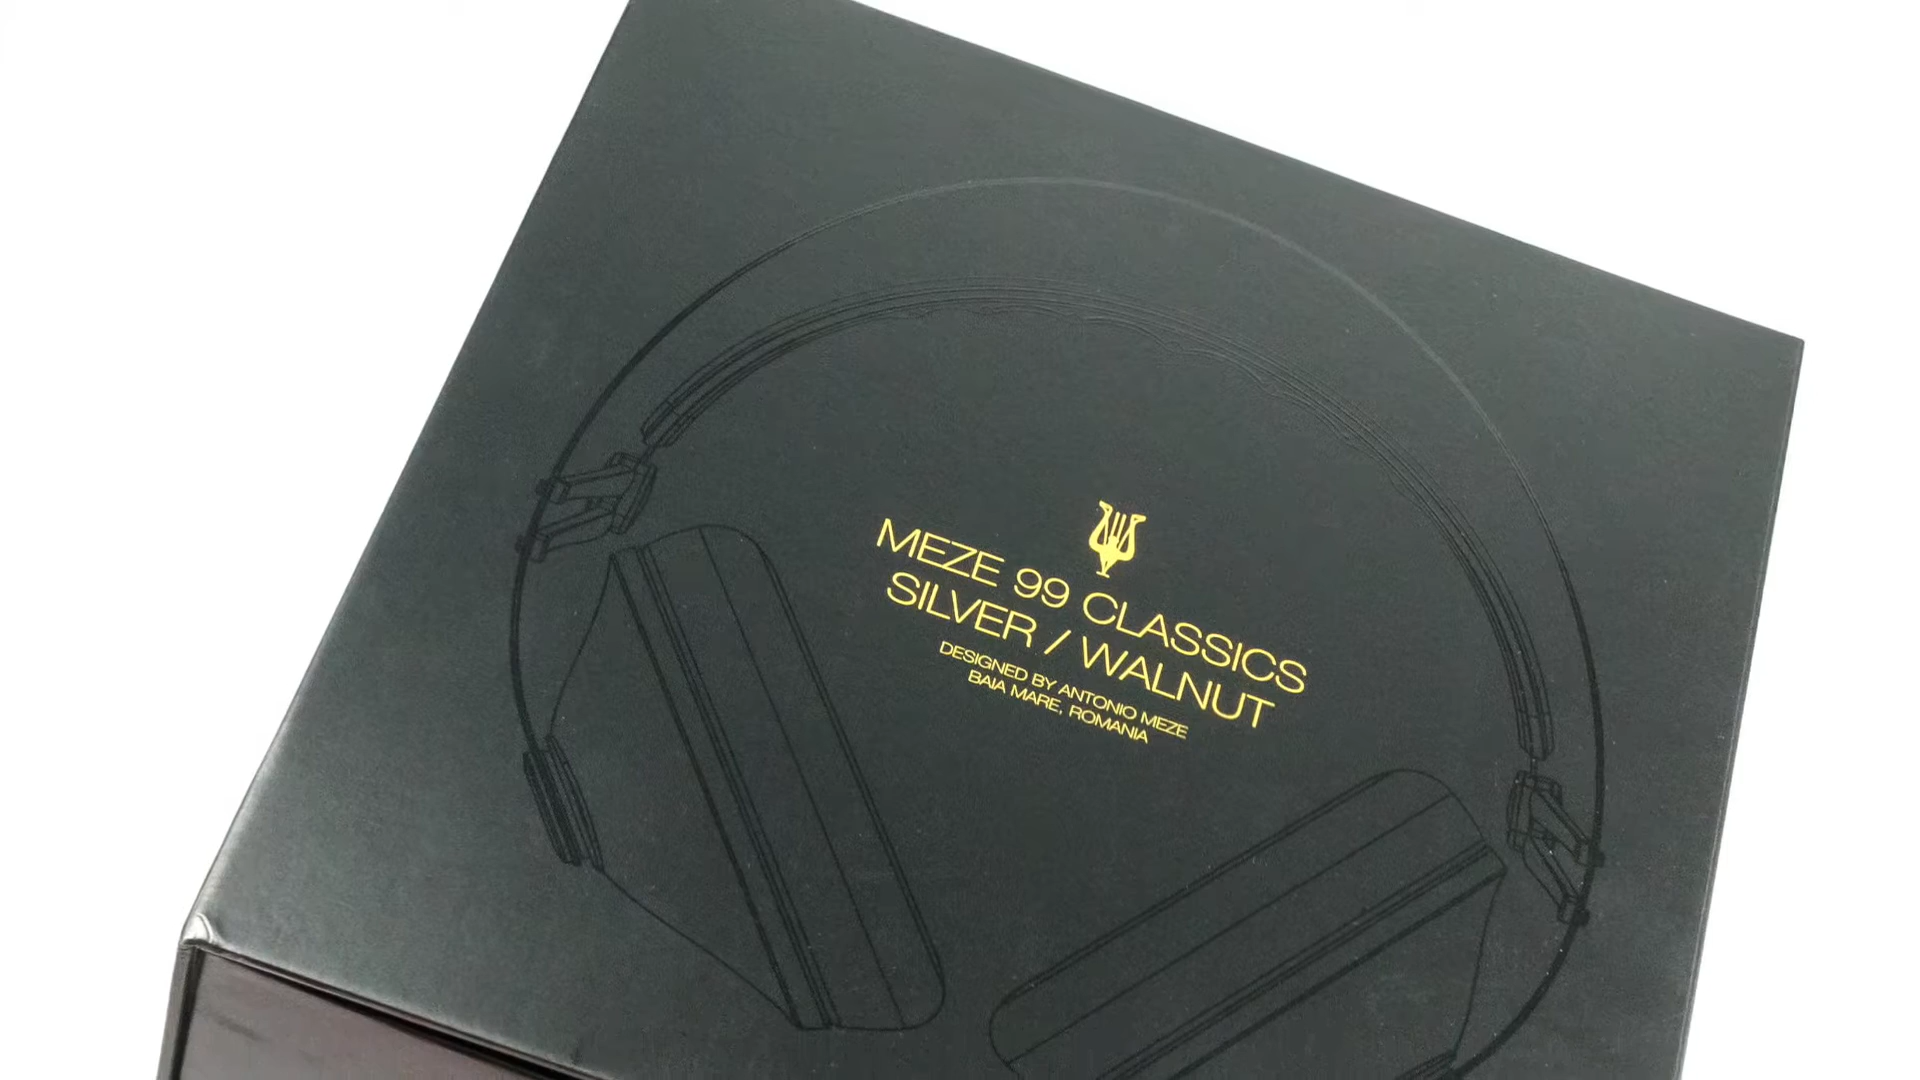 MEZE 99 CLASSICS
SILVER / WALNUT
DESIGNED BY ANTONIO MEZE
BAIA MARE, ROMANIA